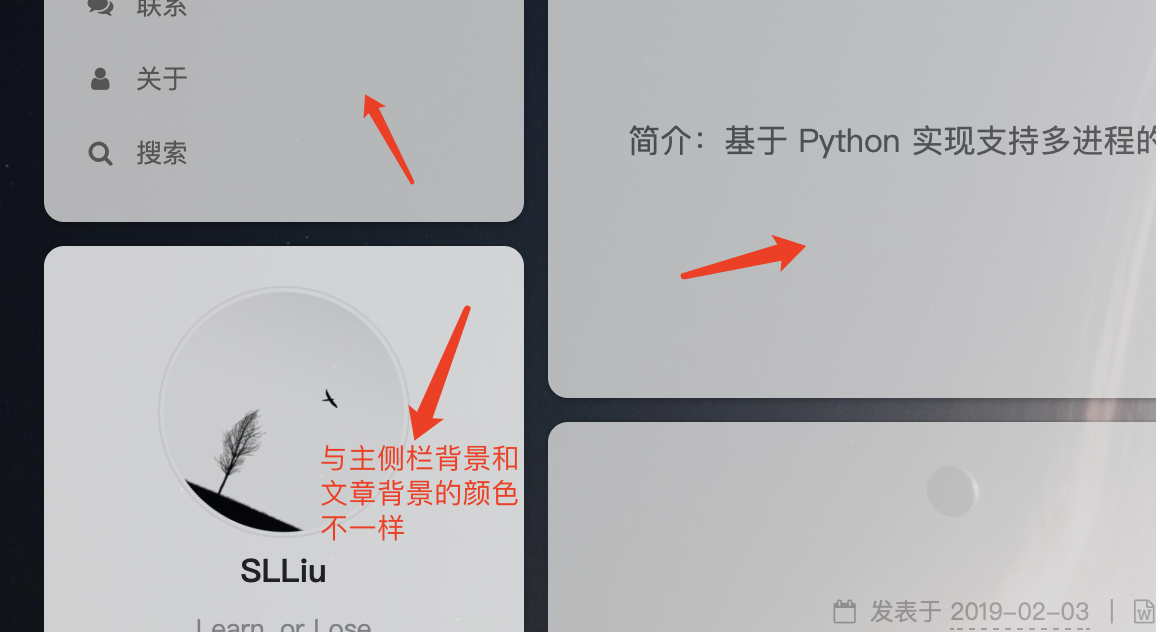 联系
关于
搜索
简介：基于 Python 实现支持多进程的
与主侧栏背景和
文章背景的颜色
不一样
SLLiu
Learn or Lose
发表于 2019-02-03 |